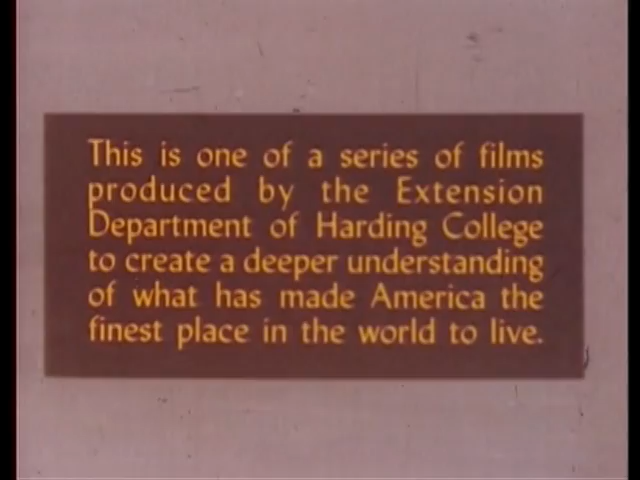 This is one of a series of films
produced by the Extension
Department of Harding College
to create a deeper understanding
of what has made America the
finest place in the world to live.